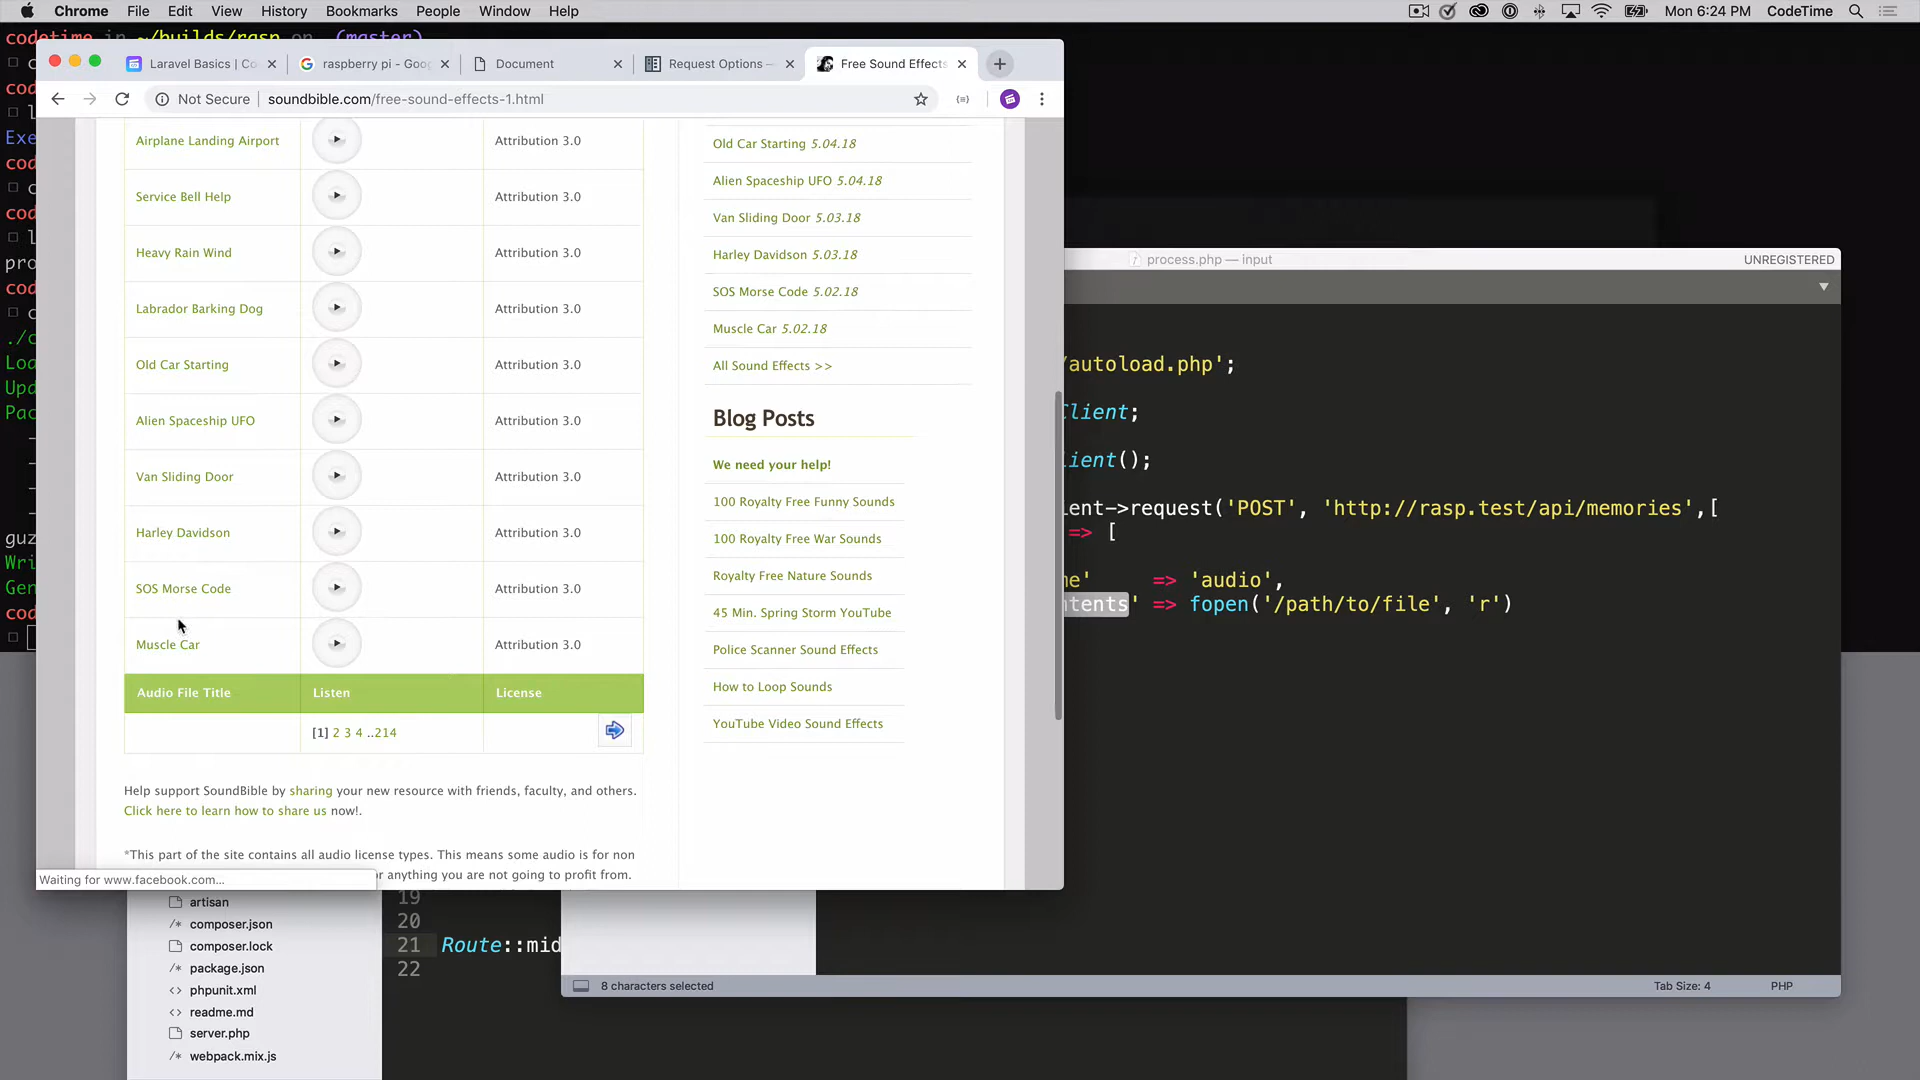 Chrome File Edit View History Bookmarks People Window Help Mon 6:24 PM CodeTime
codetime in ~/builds/rasp on (master)
Laravel Basics | Co raspberry pi - Goog Document Request Options — Free Sound Effects
Not Secure soundbible.com/free-sound-effects-1.html
Airplane Landing Airport Attribution 3.0
Service Bell Help Attribution 3.0
Heavy Rain Wind Attribution 3.0
Labrador Barking Dog Attribution 3.0
Old Car Starting Attribution 3.0
Alien Spaceship UFO Attribution 3.0
Van Sliding Door Attribution 3.0
Harley Davidson Attribution 3.0
SOS Morse Code Attribution 3.0
Muscle Car Attribution 3.0
Audio File Title Listen License
[1] 2 3 4 ..214
Help support SoundBible by sharing your new resource with friends, faculty, and others.
Click here to learn how to share us now!.
*This part of the site contains all audio license types. This means some audio is for non
or anything you are not going to profit from.
Waiting for www.facebook.com...
Old Car Starting 5.04.18
Alien Spaceship UFO 5.04.18
Van Sliding Door 5.03.18
Harley Davidson 5.03.18
SOS Morse Code 5.02.18
Muscle Car 5.02.18
All Sound Effects >>
Blog Posts
We need your help!
100 Royalty Free Funny Sounds
100 Royalty Free War Sounds
Royalty Free Nature Sounds
45 Min. Spring Storm YouTube
Police Scanner Sound Effects
How to Loop Sounds
YouTube Video Sound Effects
process.php — input UNREGISTERED
/autoload.php';
Client;
ient();
ent->request('POST', 'http://rasp.test/api/memories',[
=> [
me' => 'audio',
ntents' => fopen('/path/to/file', 'r')
8 characters selected Tab Size: 4 PHP
artisan
composer.json
composer.lock
package.json
phpunit.xml
readme.md
server.php
webpack.mix.js
19
20
21 Route::mid
22